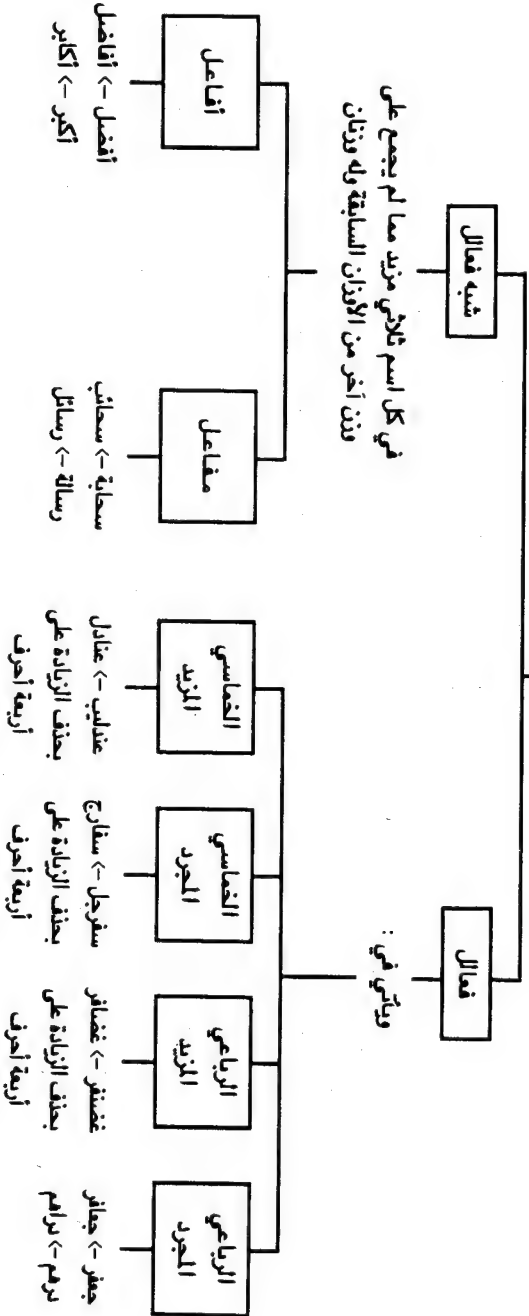 فعالل
ويأتي في :
الرباعي
المجرد
جعفر -> جعافر
درهم -> دراهم
الرباعي
المزيد
غضنفر -> غضافر
بحذف الزيادة على
أربعة أحرف
الخماسي
المجرد
سفرجل -> سفارج
بحذف الزيادة على
أربعة أحرف
الخماسي
المزيد
عندليب -> عنادل
بحذف الزيادة على
أربعة أحرف
شبه فعالل
في كل اسم ثلاثي مزيد مما لم يجمع على
وزن آخر من الأوزان السابقة وله وزنان
مفاعل
سحابة -> سحائب
رسالة -> رسائل
أفاعل
أفضل -> أفاضل
أكبر -> أكابر